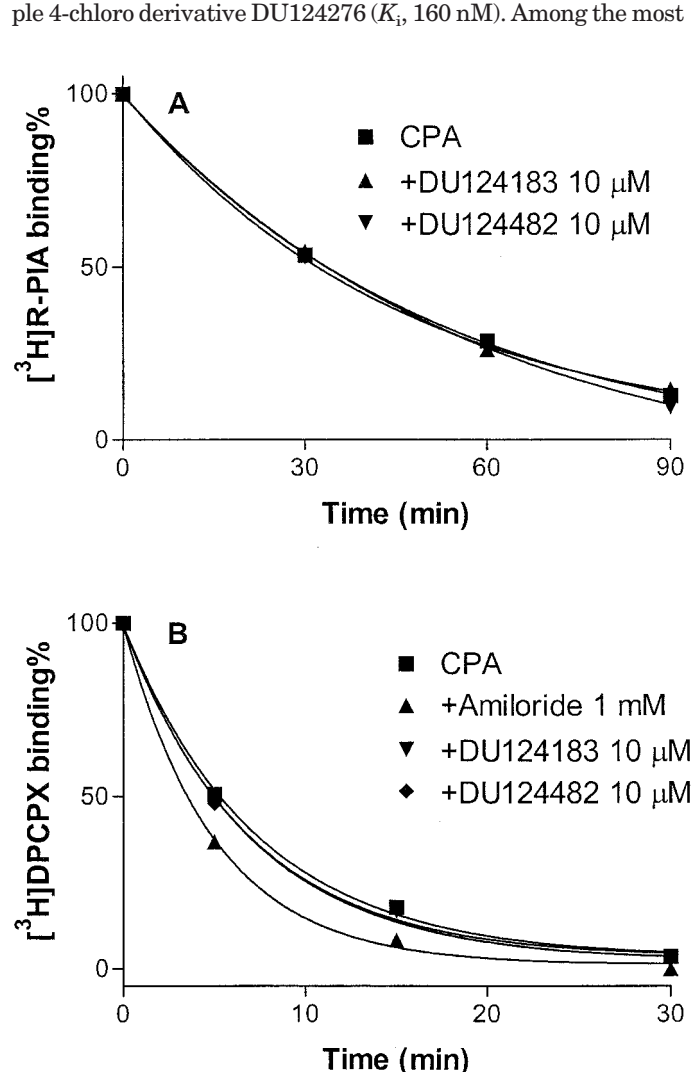 ple 4-chloro derivative DU124276 (Ki, 160 nM). Among the most
A
100
50
0
[3H]R-PIA binding%
CPA
+DU124183 10 μM
+DU124482 10 μM
0 30 60 90
Time (min)
B
100
50
0
[3H]DPCPX binding%
CPA
+Amiloride 1 mM
+DU124183 10 μM
+DU124482 10 μM
0 10 20 30
Time (min)